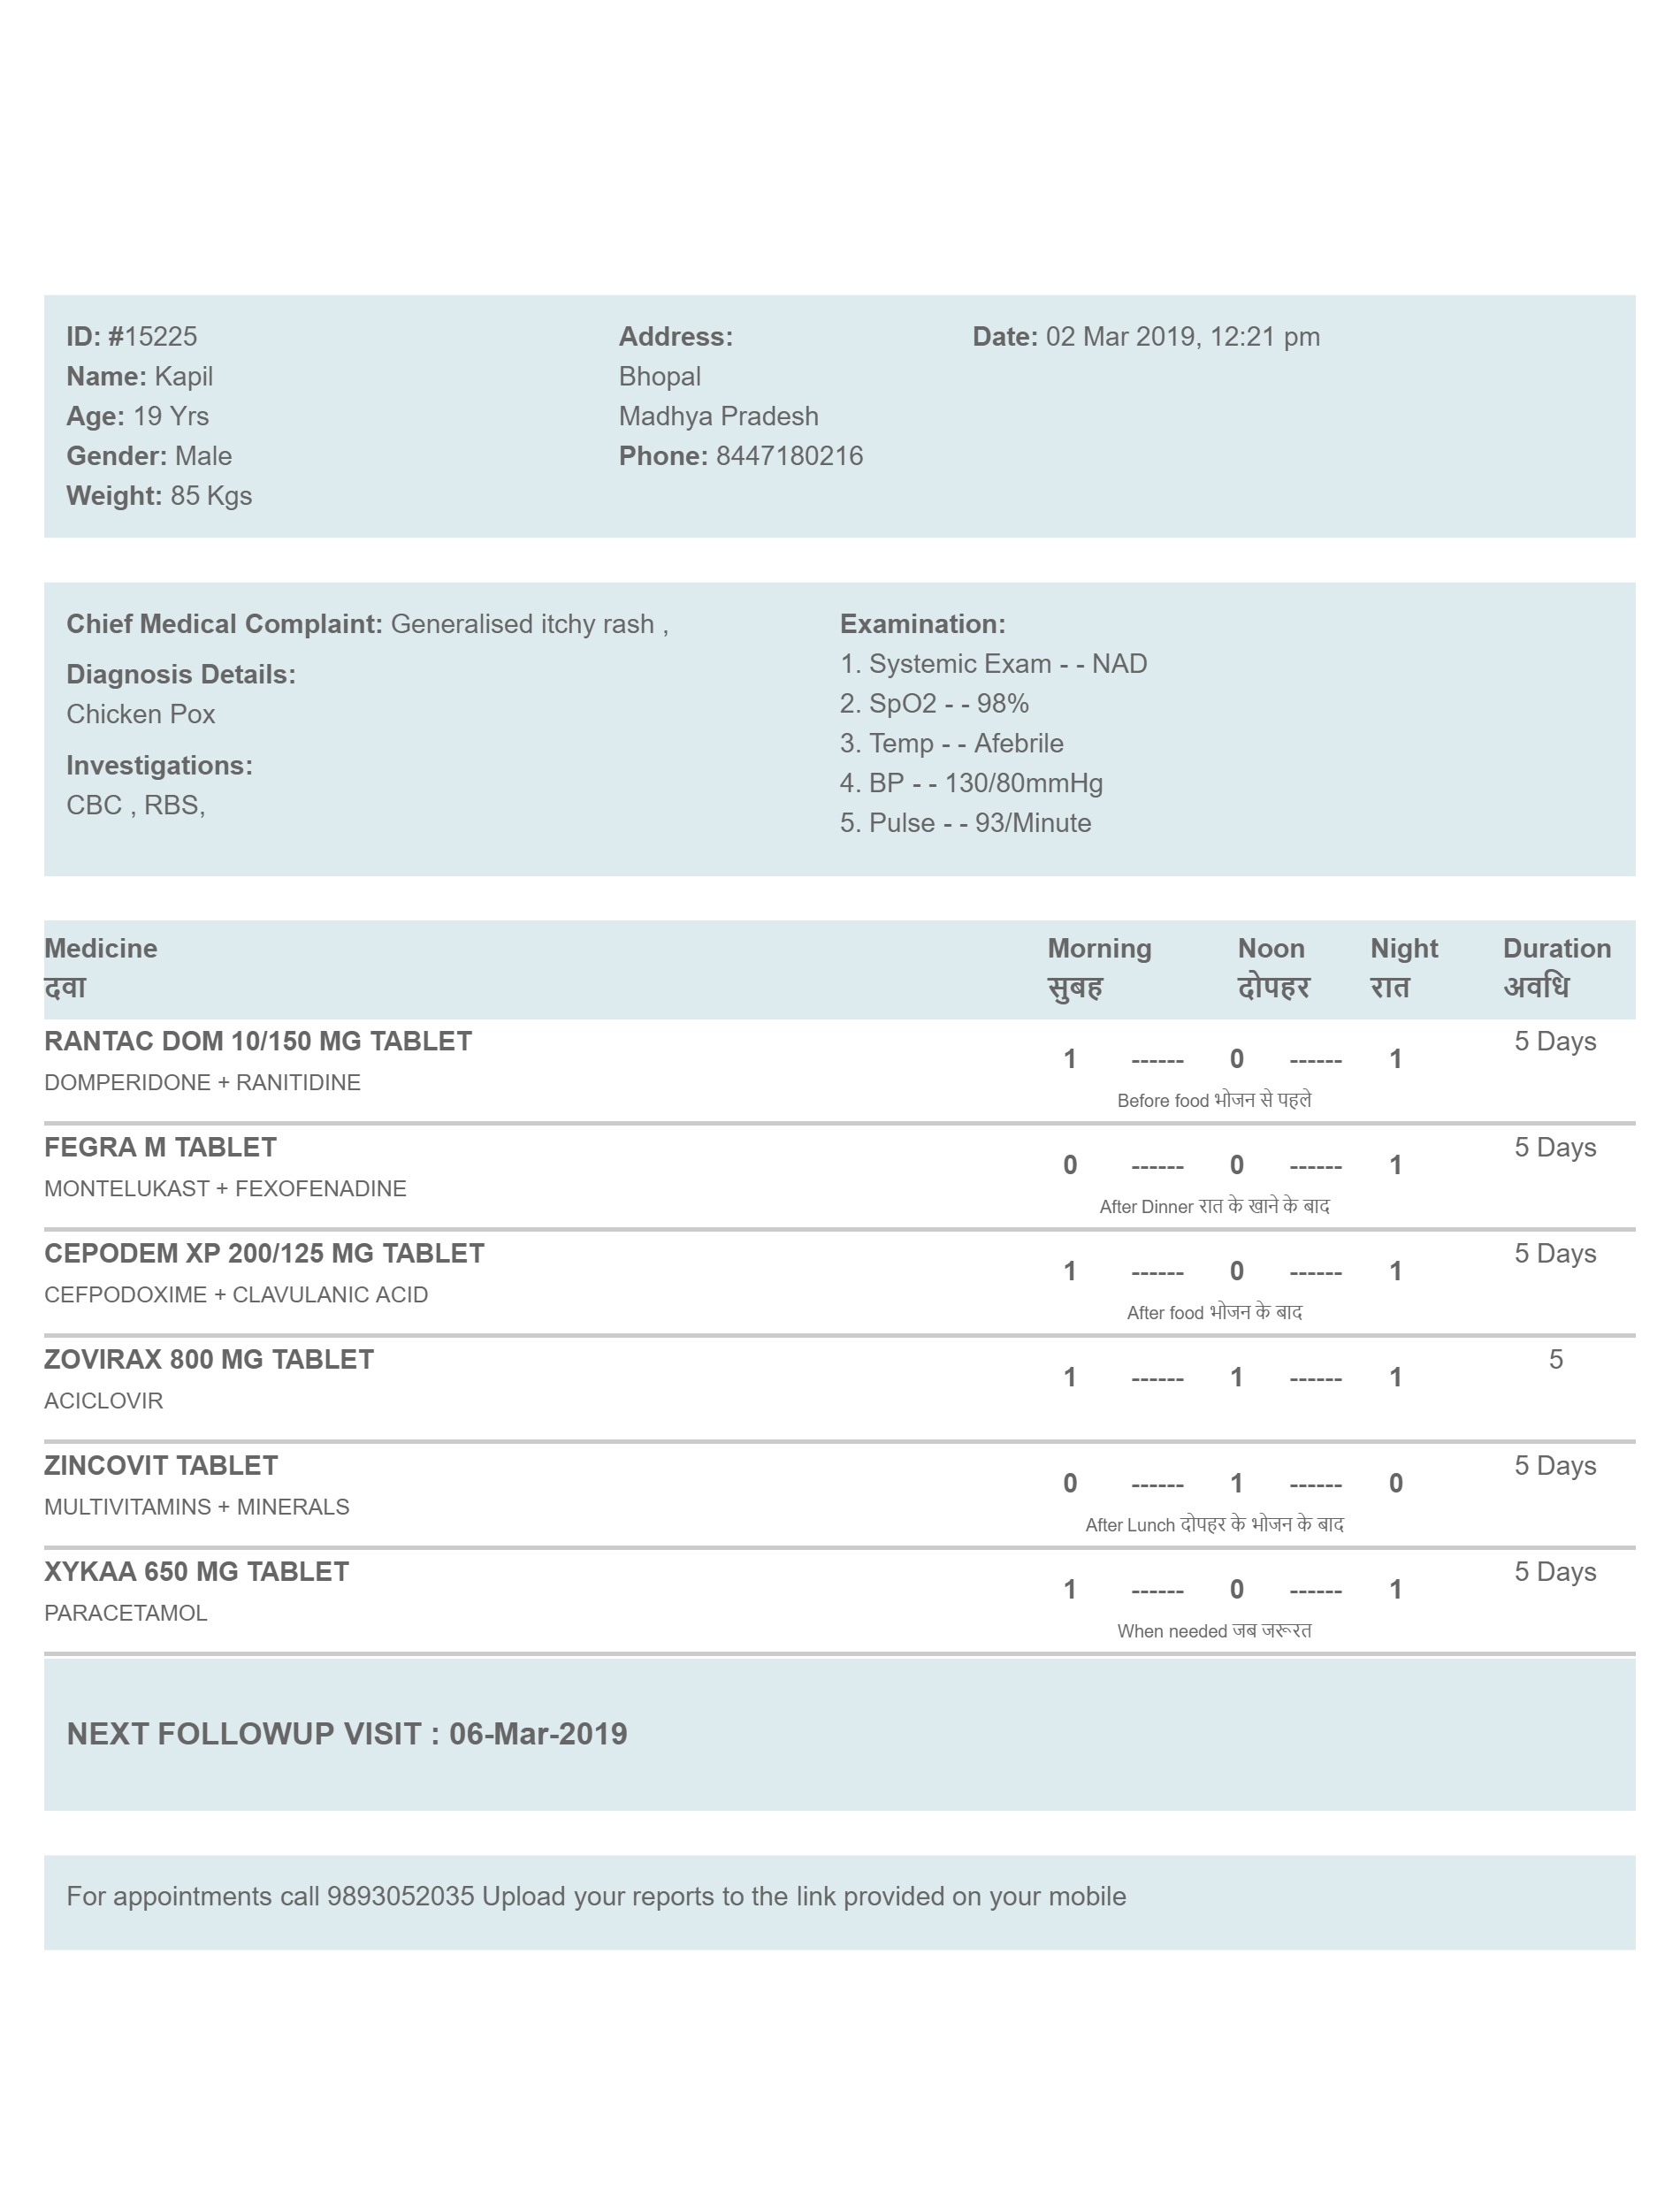 ID: #15225
Name: Kapil
Age: 19 Yrs
Gender: Male
Weight: 85 Kgs
Address:
Bhopal
Madhya Pradesh
Phone: 8447180216
Date: 02 Mar 2019, 12:21 pm
Chief Medical Complaint: Generalised itchy rash ,
Diagnosis Details:
Chicken Pox
Investigations:
CBC , RBS,
Examination:
1. Systemic Exam - - NAD
2. SpO2 - - 98%
3. Temp - - Afebrile
4. BP - - 130/80mmHg
5. Pulse - - 93/Minute
Medicine Morning Noon Night Duration
दवा सुबह दोपहर रात अवधि
RANTAC DOM 10/150 MG TABLET 5 Days
1 ------ 0 ------ 1
DOMPERIDONE + RANITIDINE
Before food भोजन से पहले
FEGRA M TABLET 5 Days
0 ------ 0 ------ 1
MONTELUKAST + FEXOFENADINE
After Dinner रात के खाने के बाद
CEPODEM XP 200/125 MG TABLET 5 Days
1 ------ 0 ------ 1
CEFPODOXIME + CLAVULANIC ACID
After food भोजन के बाद
ZOVIRAX 800 MG TABLET 5
1 ------ 1 ------ 1
ACICLOVIR
ZINCOVIT TABLET 5 Days
0 ------ 1 ------ 0
MULTIVITAMINS + MINERALS
After Lunch दोपहर के भोजन के बाद
XYKAA 650 MG TABLET 5 Days
1 ------ 0 ------ 1
PARACETAMOL
When needed जब जरूरत
NEXT FOLLOWUP VISIT : 06-Mar-2019
For appointments call 9893052035 Upload your reports to the link provided on your mobile